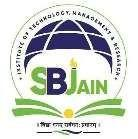 INSTITUTE OF TECHNOLOGY, MANAGEMENT & RESEARCH
SBJAIN